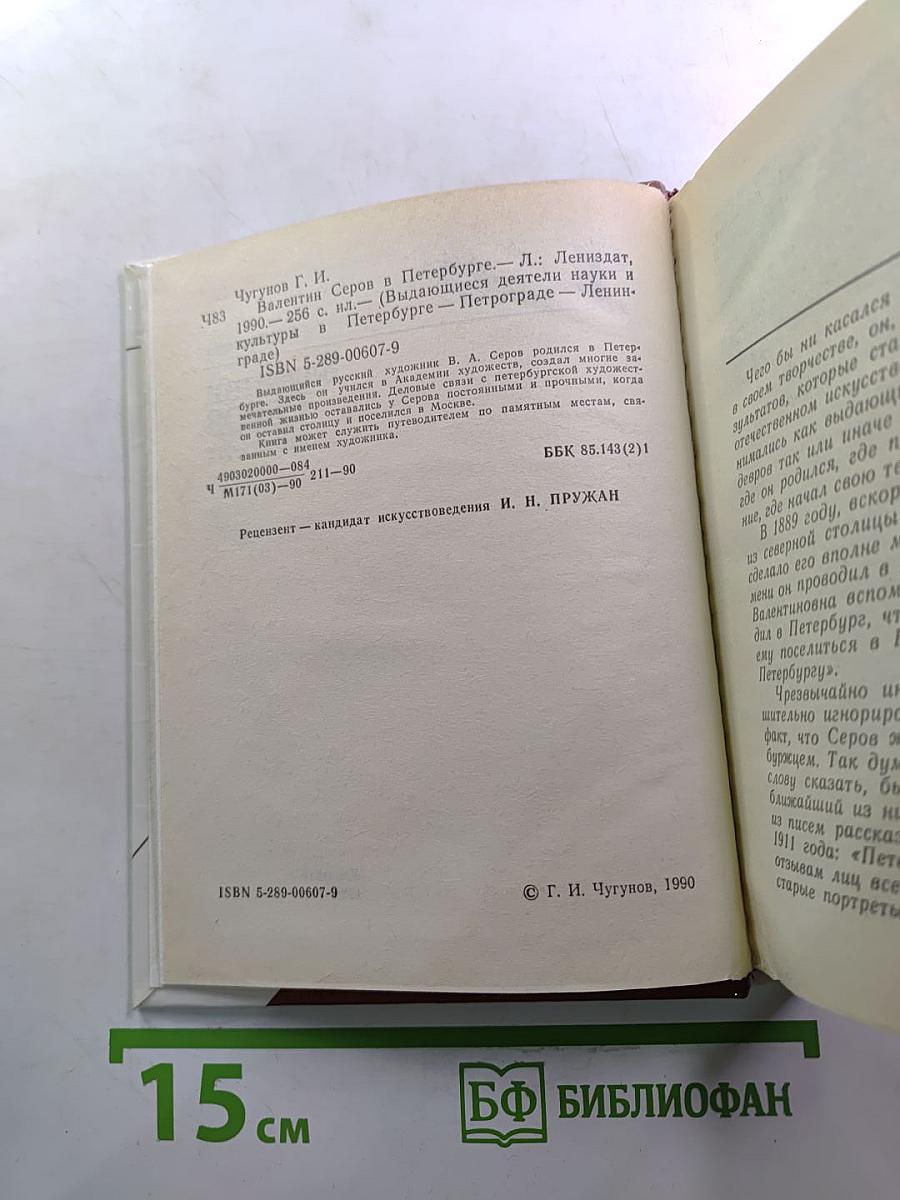 Чугунов Г. И.
Ч83 Валентин Серов в Петербурге.— Л.: Лениздат,
1990.— 256 с. ил.— (Выдающиеся деятели науки и
культуры в Петербурге — Петрограде — Ленин-
граде)
ISBN 5-289-00607-9
Выдающийся русский художник В. А. Серов родился в Петер-
бурге. Здесь он учился в Академии художеств, создал многие за-
мечательные произведения. Деловые связи с петербургской художест-
венной жизнью оставались у Серова постоянными и прочными, когда
он оставил столицу и поселился в Москве.
Книга может служить путеводителем по памятным местам, свя-
занным с именем художника.
Ч 4903020000—084
М171(03)—90 211—90
ББК 85.143(2)1
Рецензент — кандидат искусствоведения И. Н. ПРУЖАН
ISBN 5-289-00607-9
© Г. И. Чугунов, 1990
Чего бы ни касался
в своем творчестве, он,
зультатов, которые ста
отечественном искусстве
нимались как выдающи
девров так или иначе
где он родился, где п
ние, где начал свою те
В 1889 году, вскор
из северной столицы
сделало его вполне м
мени он проводил в
Валентиновна вспом
дил в Петербург, чт
ему поселиться в
Петербургу».
Чрезвычайно ин
шительно игнориро
факт, что Серов ж
буржцем. Так дум
слову сказать, бы
ближайший из ни
из писем расска
1911 года: «Пете
отзывам лиц все
старые портреты
15 см
БФ БИБЛИОФАН